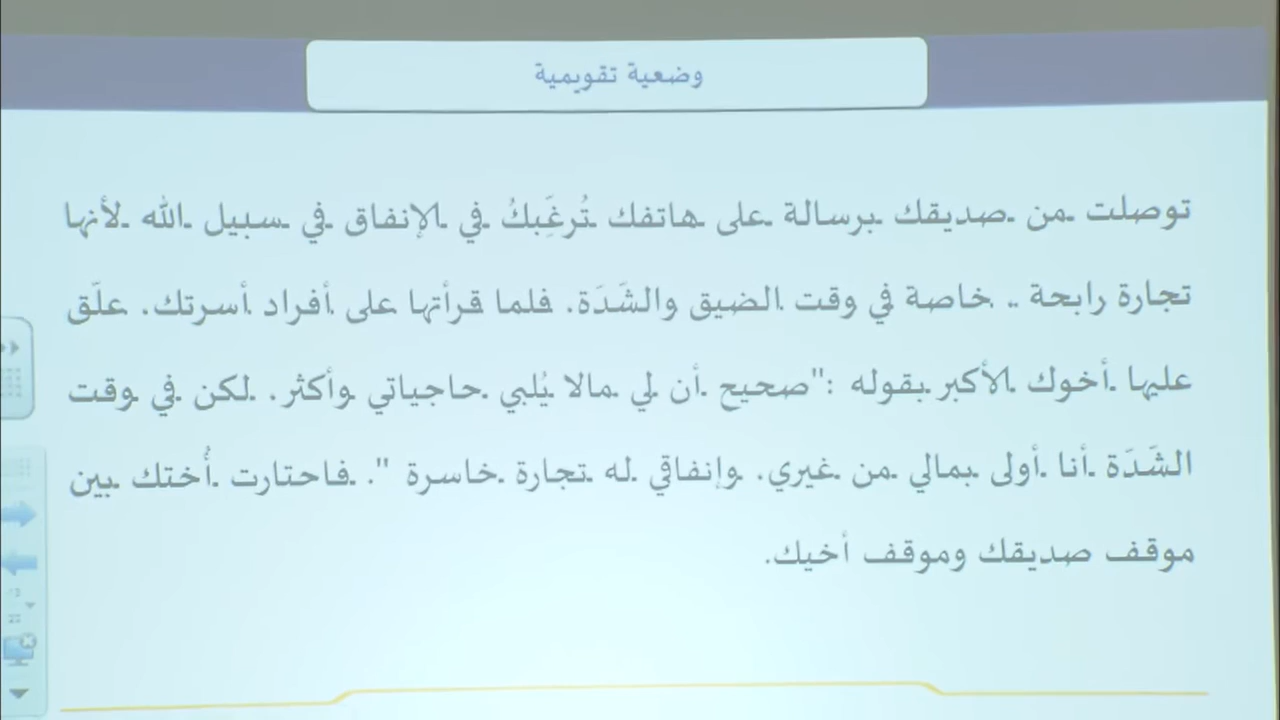 وضعية تقويمية
توصلت من صديقك برسالة على هاتفك تُرغَِبكُ في الإنفاق في سبيل الله لأنها
تجارة رابحة .. خاصة في وقت الضيق والشَدَة. فلما قرأتها على أفراد أسرتك. علّق
عليها أخوك الأكبر بقوله :"صحيح أن لي مالا يُلبي حاجياتي وأكثر. لكن في وقت
الشَدَة أنا أولى بمالي من غيري. وإنفاقي له تجارة خاسرة ". فاحتارت أُختك بين
موقف صديقك وموقف أخيك.